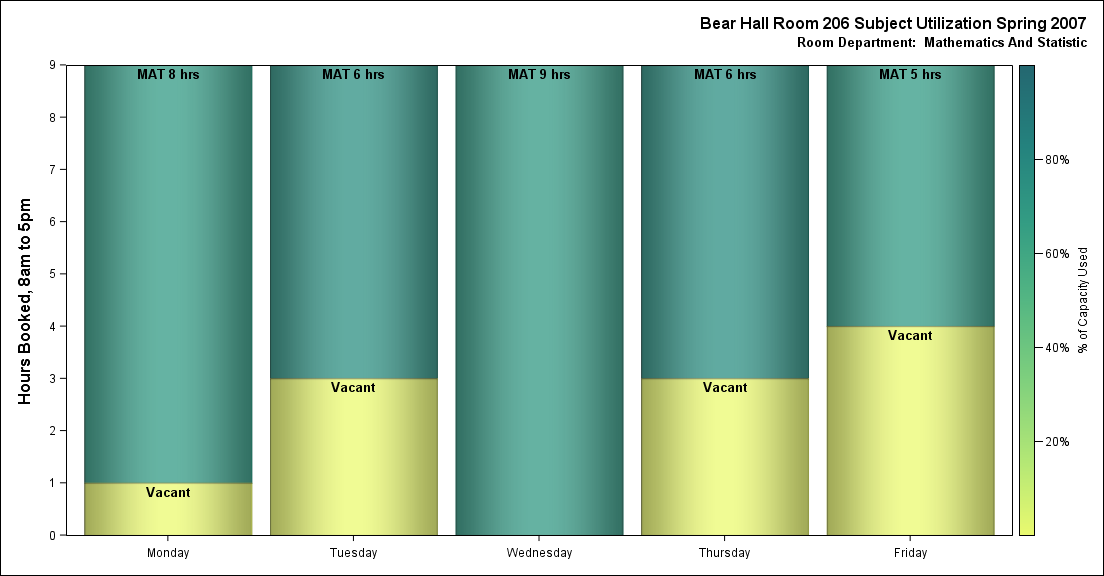 Bear Hall Room 206 Subject Utilization Spring 2007
Room Department:  Mathematics And Statistic
Hours Booked, 8am to 5pm
9
8
7
6
5
4
3
2
1
0
MAT 8 hrs
MAT 6 hrs
MAT 9 hrs
MAT 6 hrs
MAT 5 hrs
Vacant
Vacant
Vacant
Vacant
Monday
Tuesday
Wednesday
Thursday
Friday
80%
60%
40%
20%
% of Capacity Used